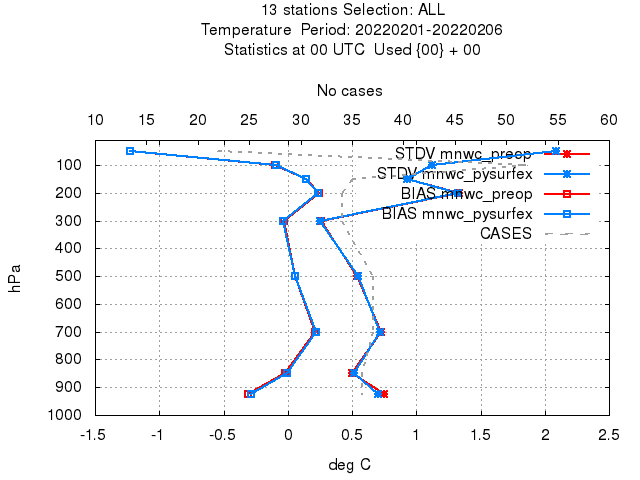 13 stations Selection: ALL
Temperature Period: 20220201-20220206
Statistics at 00 UTC Used {00} + 00
No cases
10 15 20 25 30 35 40 45 50 55 60
STDV mnwc_preop
STDV mnwc_pysurfex
BIAS mnwc_preop
BIAS mnwc_pysurfex
CASES
hPa
100
200
300
400
500
600
700
800
900
1000
-1.5 -1 -0.5 0 0.5 1 1.5 2 2.5
deg C